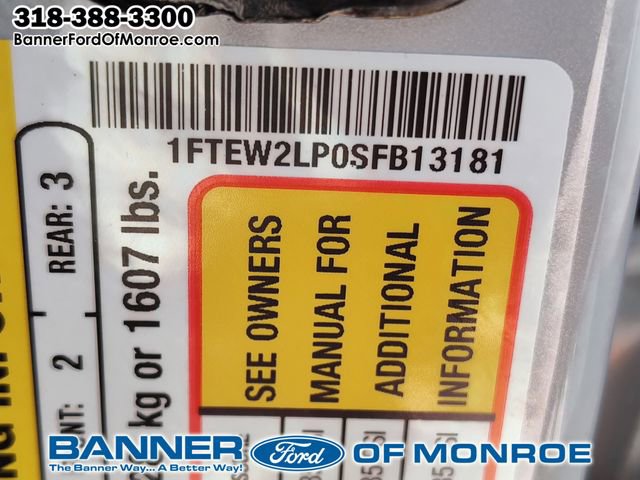 318-388-3300
BannerFordOfMonroe.com
1FTEW2LP0SFB13181
REAR: 3
2
kg or 1607 lbs.
SEE OWNERS
MANUAL FOR
ADDITIONAL
INFORMATION
BANNER Ford OF MONROE
The Banner Way... A Better Way!